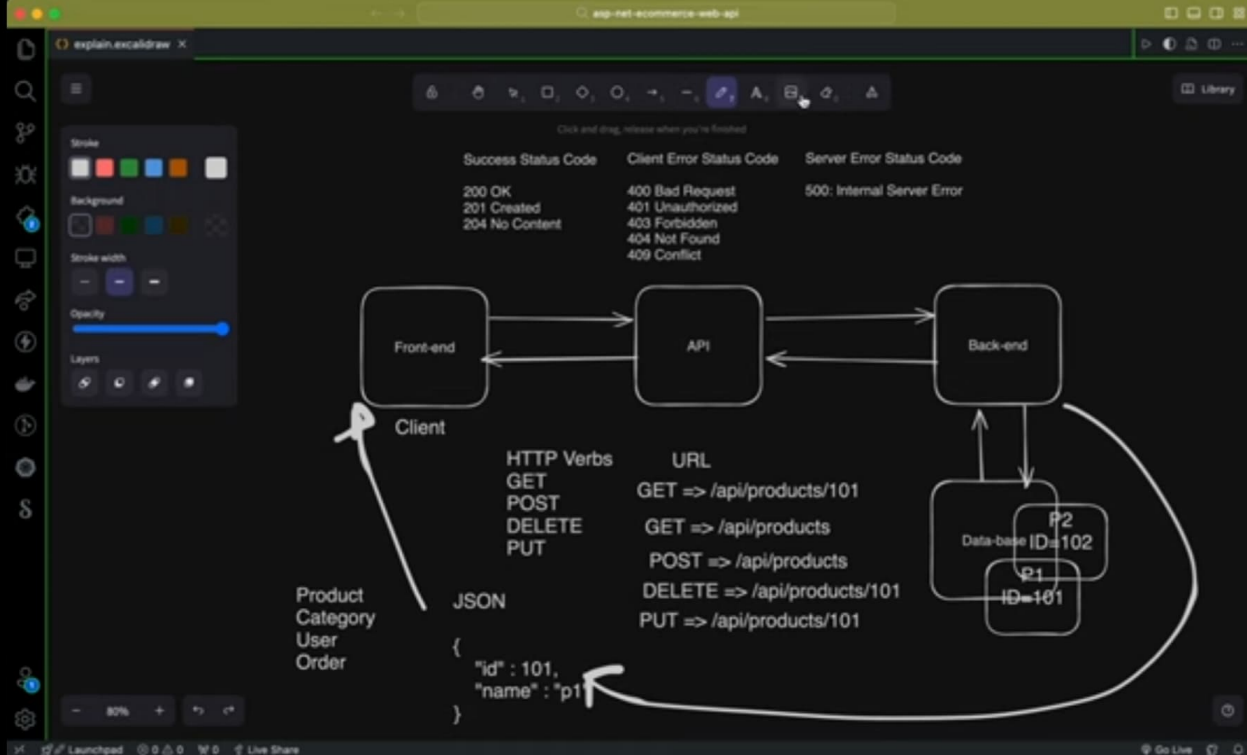 asp-net-ecommerce-web-api
explain.excalidraw
Library
Click and drag, release when you're finished
Stroke
Background
Stroke width
Opacity
Layers
Success Status Code
200 OK
201 Created
204 No Content
Client Error Status Code
400 Bad Request
401 Unauthorized
403 Forbidden
404 Not Found
409 Conflict
Server Error Status Code
500: Internal Server Error
Front-end
API
Back-end
Client
HTTP Verbs
GET
POST
DELETE
PUT
URL
GET => /api/products/101
GET => /api/products
POST => /api/products
DELETE => /api/products/101
PUT => /api/products/101
Data-base
P2
ID=102
P1
ID=101
Product
Category
User
Order
JSON
{
"id" : 101,
"name" : "p1"
}
80%
Launchpad
0
0
0
Live Share
Go Live